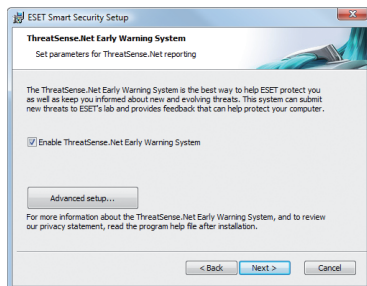 ESET Smart Security Setup
ThreatSense.Net Early Warning System
Set parameters for ThreatSense.Net reporting
The ThreatSense.Net Early Warning System is the best way to help ESET protect you
as well as keep you informed about new and evolving threats. This system can submit
new threats to ESET's lab and provides feedback that can help protect your computer.
Enable ThreatSense.Net Early Warning System
Advanced setup...
For more information about the ThreatSense.Net Early Warning System, and to review
our privacy statement, read the program help file after installation.
< Back Next > Cancel